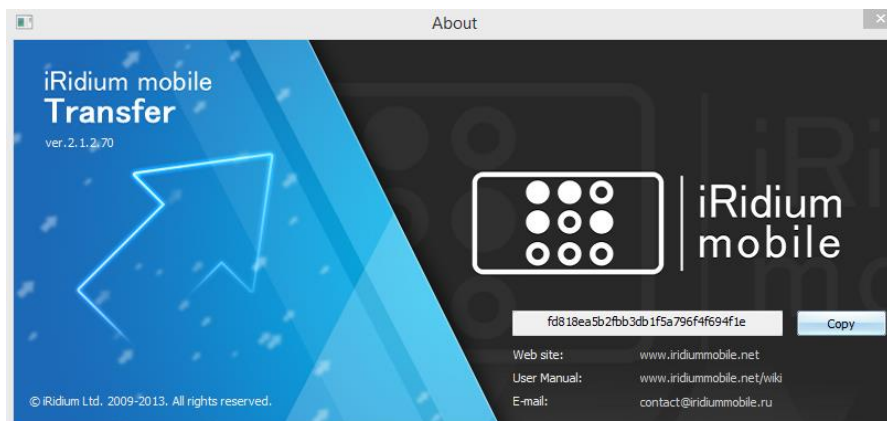 About
iRidium mobile
Transfer
ver.2.1.2.70
iRidium
mobile
fd818ea5b2fbb3db1f5a796f4f694f1e
Copy
Web site: www.iridiummobile.net
User Manual: www.iridiummobile.net/wiki
E-mail: contact@iridiummobile.ru
© iRidium Ltd. 2009-2013. All rights reserved.